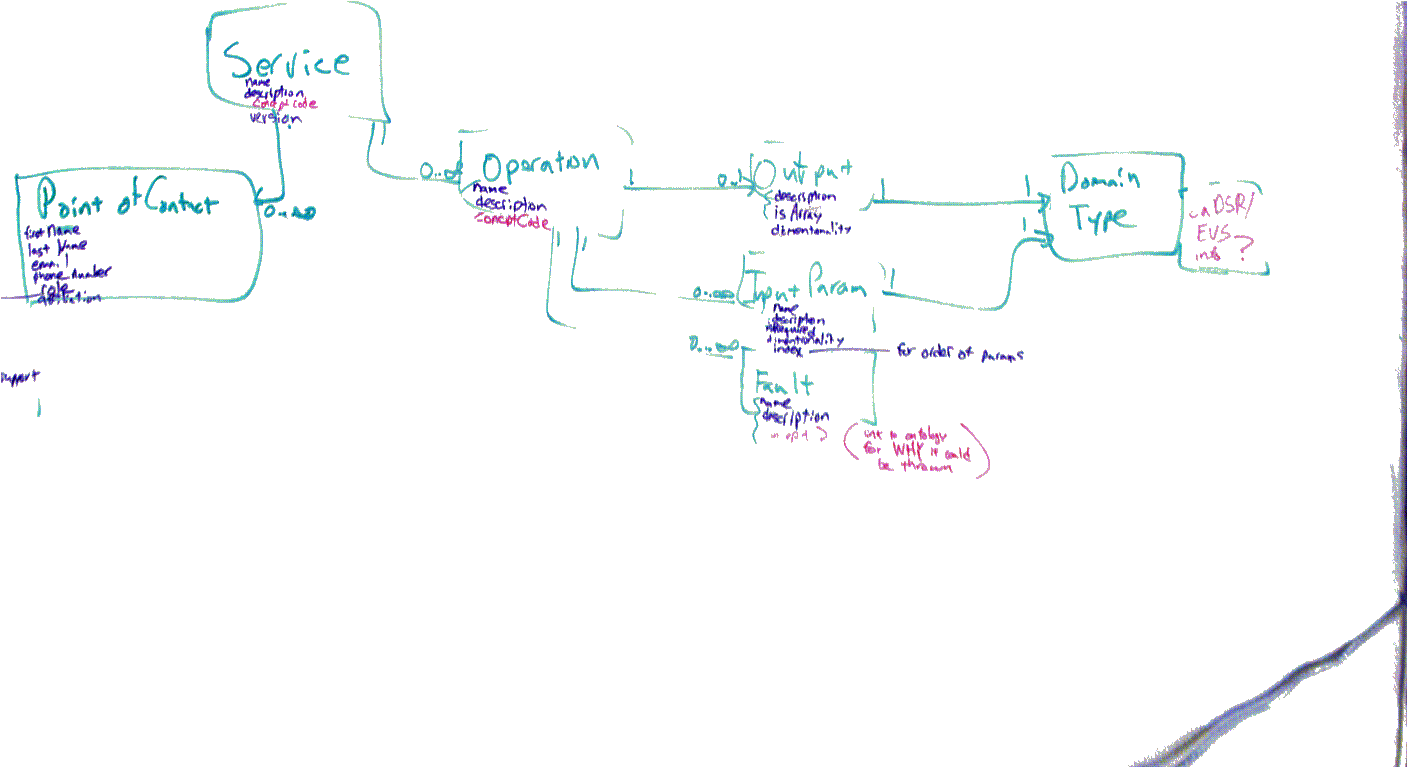 Service
name
description
Concept Code
version
Point of Contact
first Name
last Name
email
phone number
role
affiliation
0..∞
support
1
1
0..∞
Operation
name
description
ConceptCode
1
0..1
Output
description
is Array
dimentionality
1
1
Domain
Type
caDSR/
EVS
info ?
1
1
0..∞
Input Param
name
description
isRequired
dimentionality
index
for order of params
1
1
0..∞
Fault
name
description
(link to ontology
for WHY it could
be thrown)